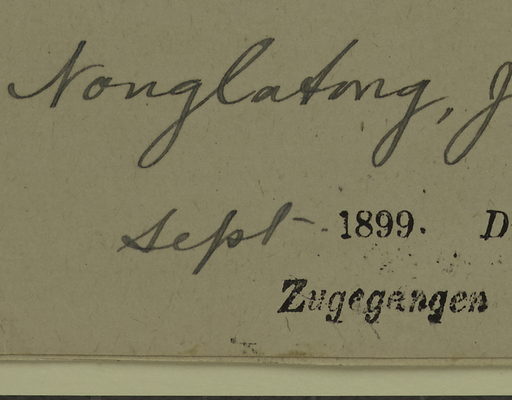 Nonglatong, J
Sept 1899. D
Zugegangen